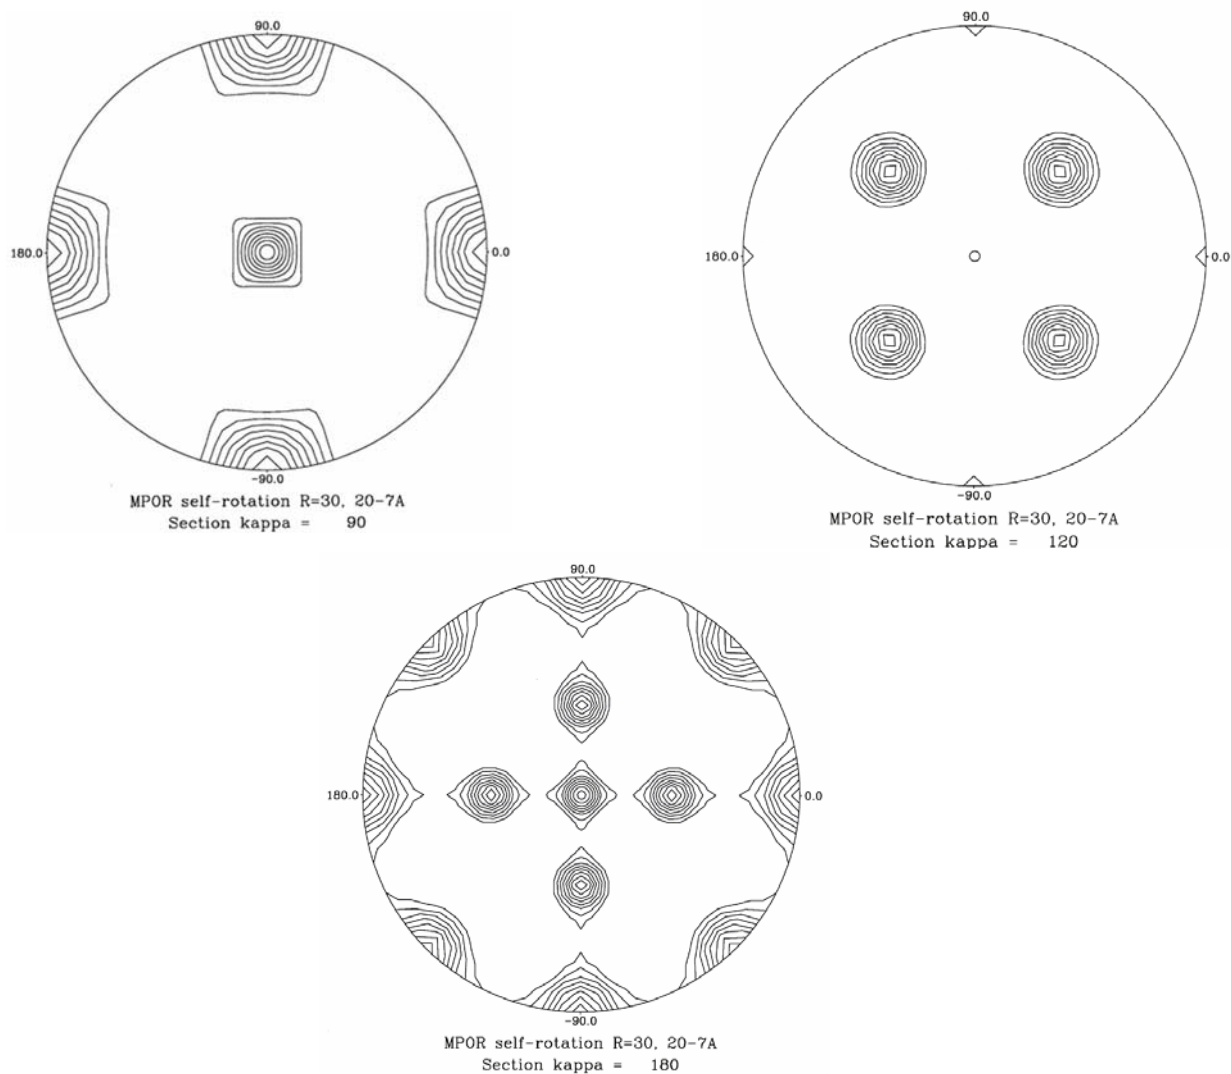 90.0
180.0
0.0
-90.0
MPOR self-rotation R=30, 20-7A
Section kappa = 90
90.0
180.0
0.0
-90.0
MPOR self-rotation R=30, 20-7A
Section kappa = 120
90.0
180.0
0.0
-90.0
MPOR self-rotation R=30, 20-7A
Section kappa = 180